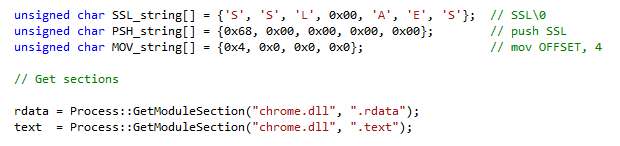 unsigned char SSL_string[] = {'S', 'S', 'L', 0x00, 'A', 'E', 'S'};  // SSL\0
unsigned char PSH_string[] = {0x68, 0x00, 0x00, 0x00, 0x00};        // push SSL
unsigned char MOV_string[] = {0x4, 0x0, 0x0, 0x0};                  // mov OFFSET, 4
// Get sections
rdata = Process::GetModuleSection("chrome.dll", ".rdata");
text  = Process::GetModuleSection("chrome.dll", ".text");